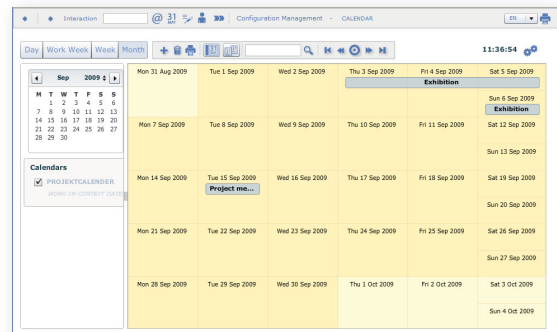 Interaction @ 31 Configuration Management - CALENDAR EN
Day Work Week Week Month 11:36:54
Sep 2009
M T W T F S S
1 2 3 4 5 6
7 8 9 10 11 12 13
14 15 16 17 18 19 20
21 22 23 24 25 26 27
28 29 30
Calendars
PROJEKTCALENDER
WORK IN-CONTEXT DATE
Mon 31 Aug 2009 Tue 1 Sep 2009 Wed 2 Sep 2009 Thu 3 Sep 2009 Fri 4 Sep 2009 Sat 5 Sep 2009
Exhibition
Sun 6 Sep 2009
Exhibition
Mon 7 Sep 2009 Tue 8 Sep 2009 Wed 9 Sep 2009 Thu 10 Sep 2009 Fri 11 Sep 2009 Sat 12 Sep 2009
Sun 13 Sep 2009
Mon 14 Sep 2009 Tue 15 Sep 2009 Wed 16 Sep 2009 Thu 17 Sep 2009 Fri 18 Sep 2009 Sat 19 Sep 2009
Project me...
Sun 20 Sep 2009
Mon 21 Sep 2009 Tue 22 Sep 2009 Wed 23 Sep 2009 Thu 24 Sep 2009 Fri 25 Sep 2009 Sat 26 Sep 2009
Sun 27 Sep 2009
Mon 28 Sep 2009 Tue 29 Sep 2009 Wed 30 Sep 2009 Thu 1 Oct 2009 Fri 2 Oct 2009 Sat 3 Oct 2009
Sun 4 Oct 2009